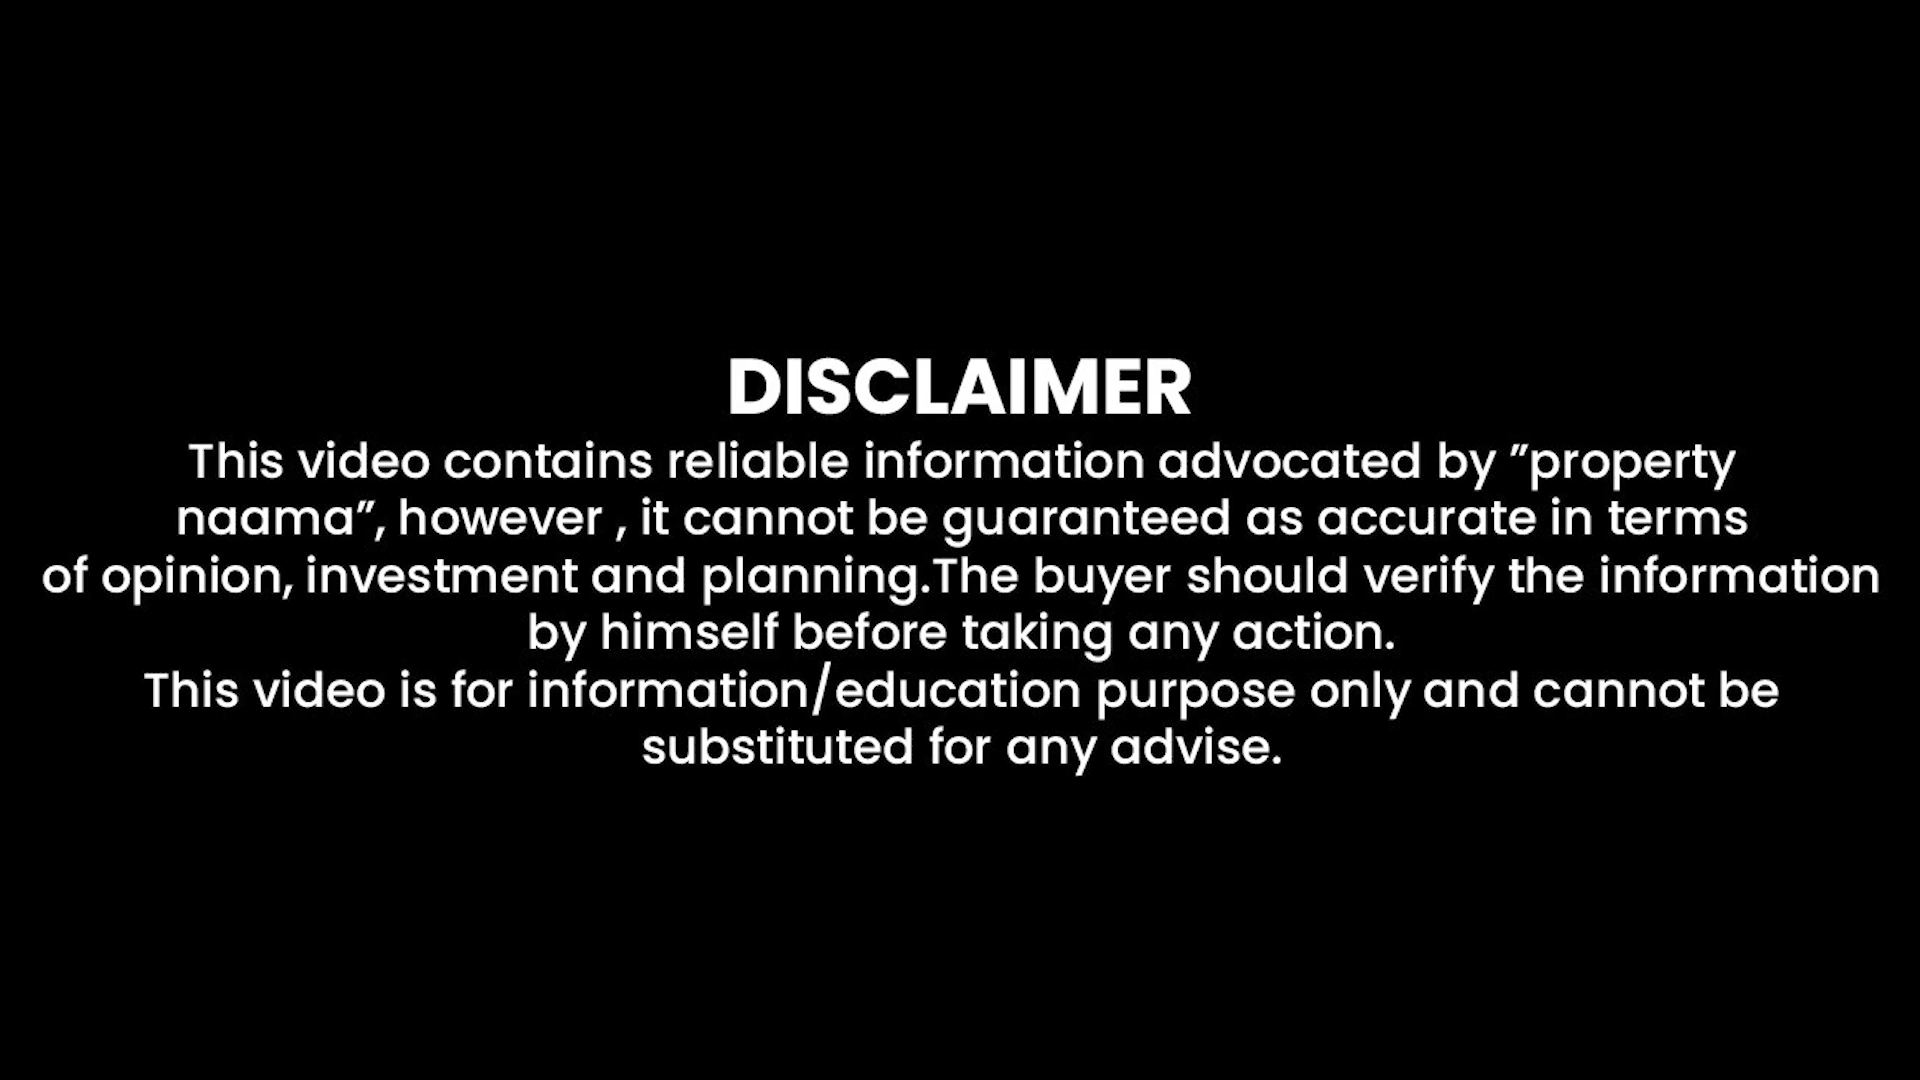 DISCLAIMER
This video contains reliable information advocated by ”property
naama”, however , it cannot be guaranteed as accurate in terms
of opinion, investment and planning.The buyer should verify the information
by himself before taking any action.
This video is for information/education purpose only and cannot be
substituted for any advise.